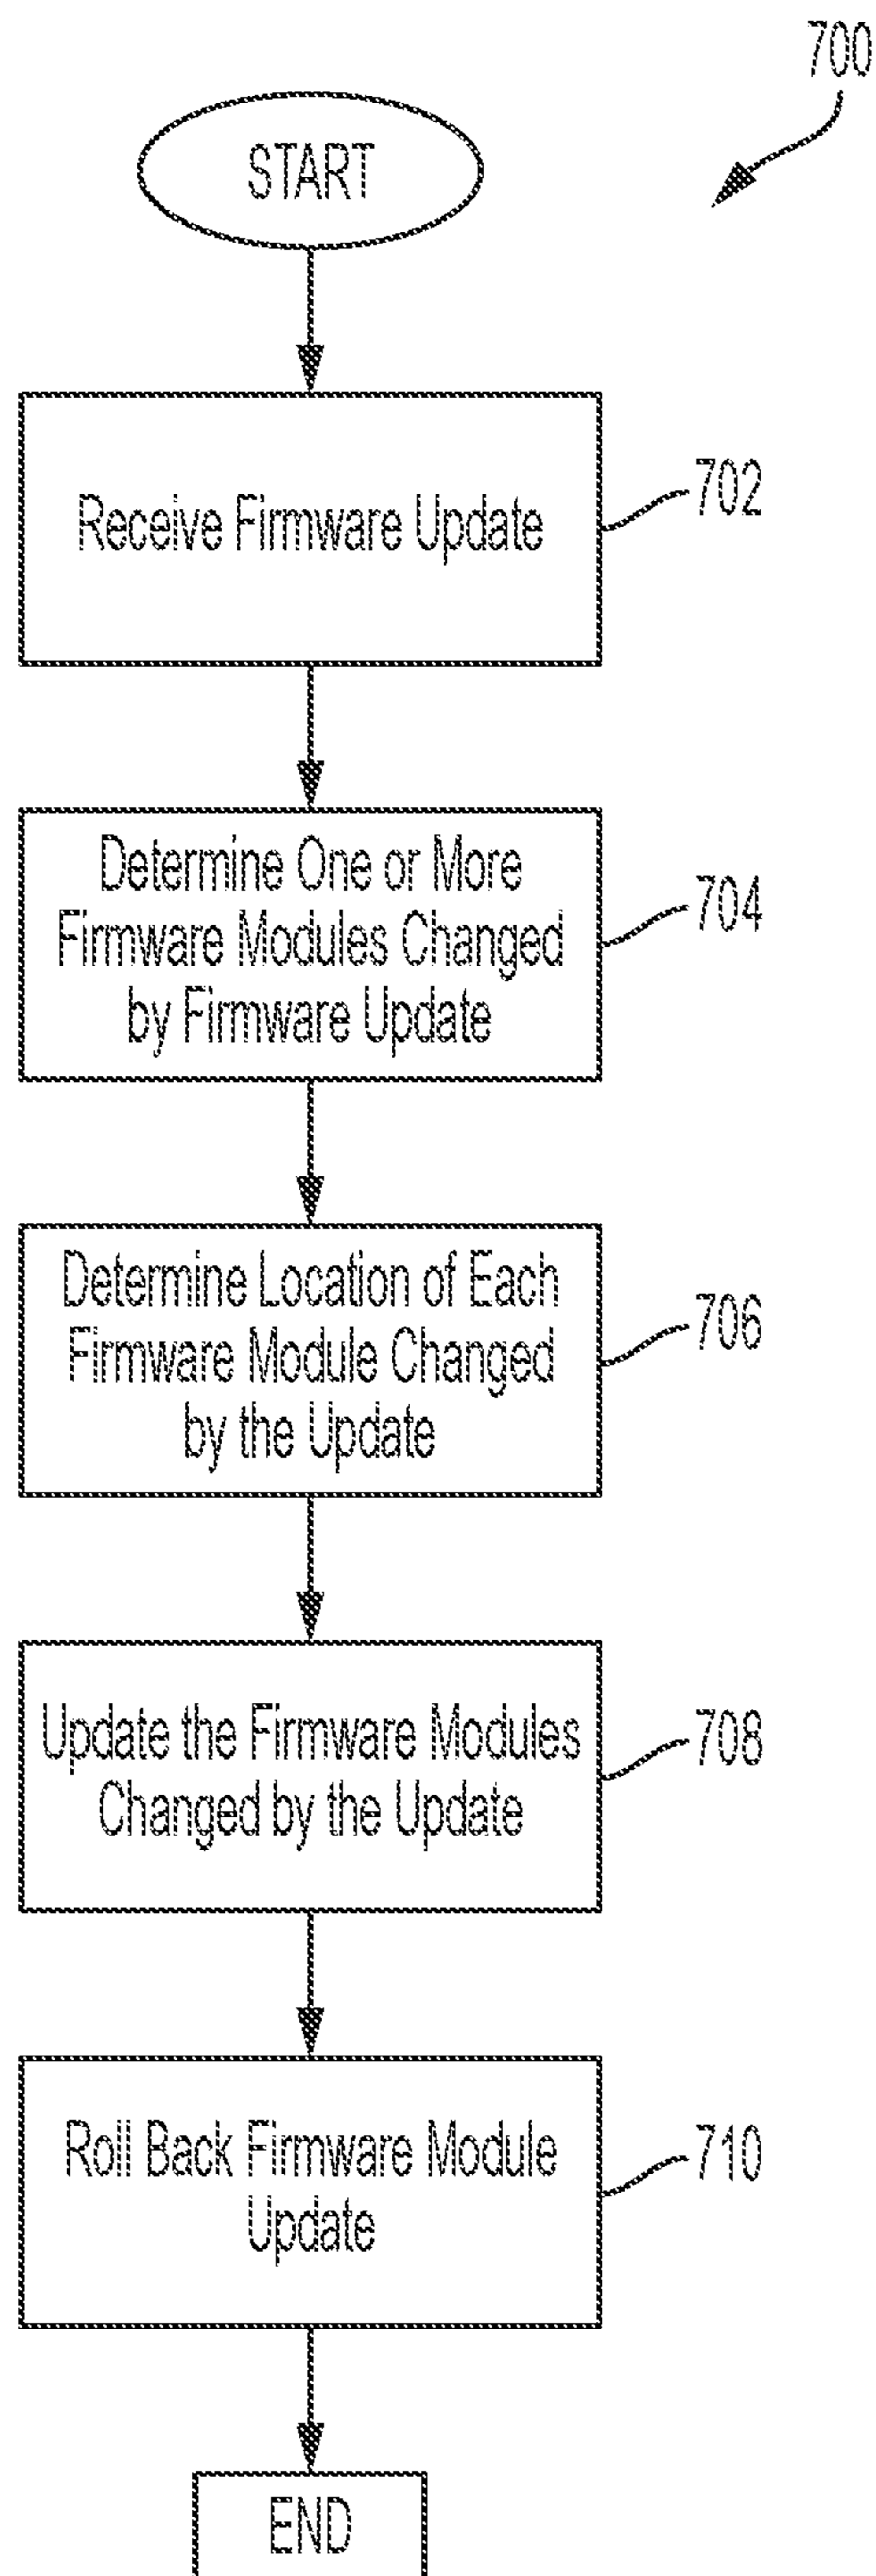 700
START
Receive Firmware Update
702
Determine One or More
Firmware Modules Changed
by Firmware Update
704
Determine Location of Each
Firmware Module Changed
by the Update
706
Update the Firmware Modules
Changed by the Update
708
Roll Back Firmware Module
Update
710
END